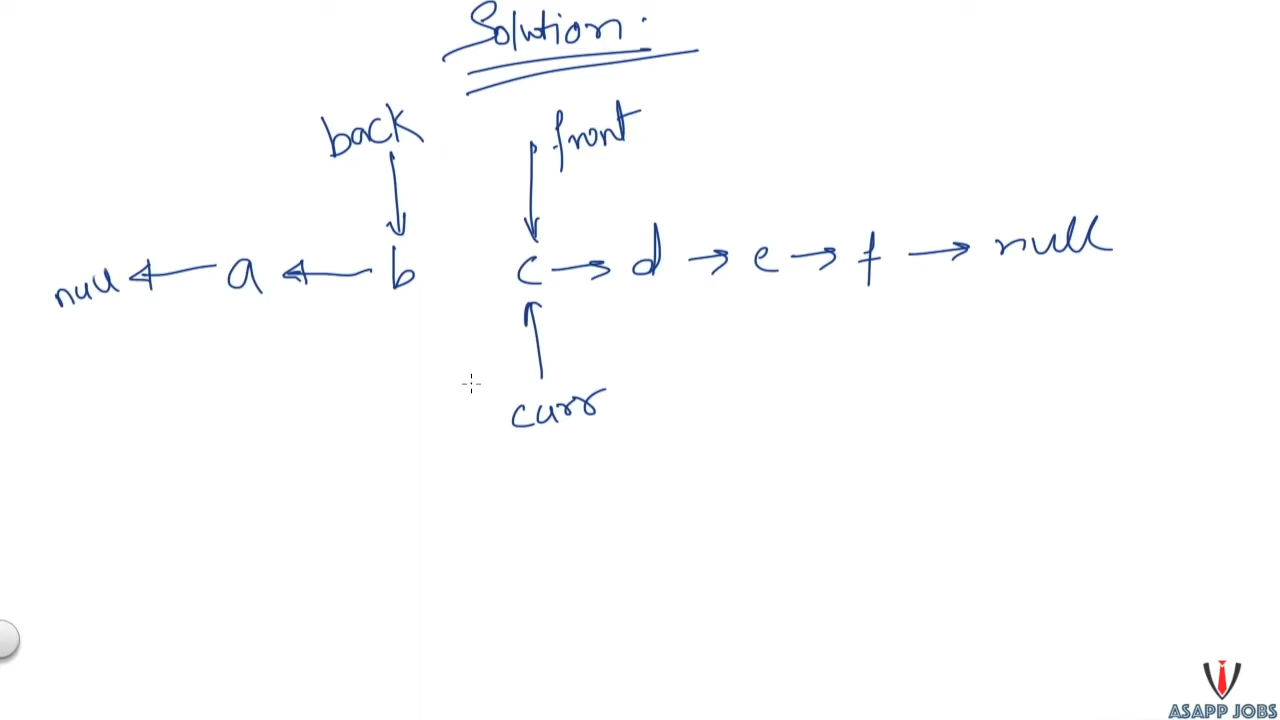 Solution:
back front
null ← a ← b c → d → e → f → null
curr
ASAPP JOBS